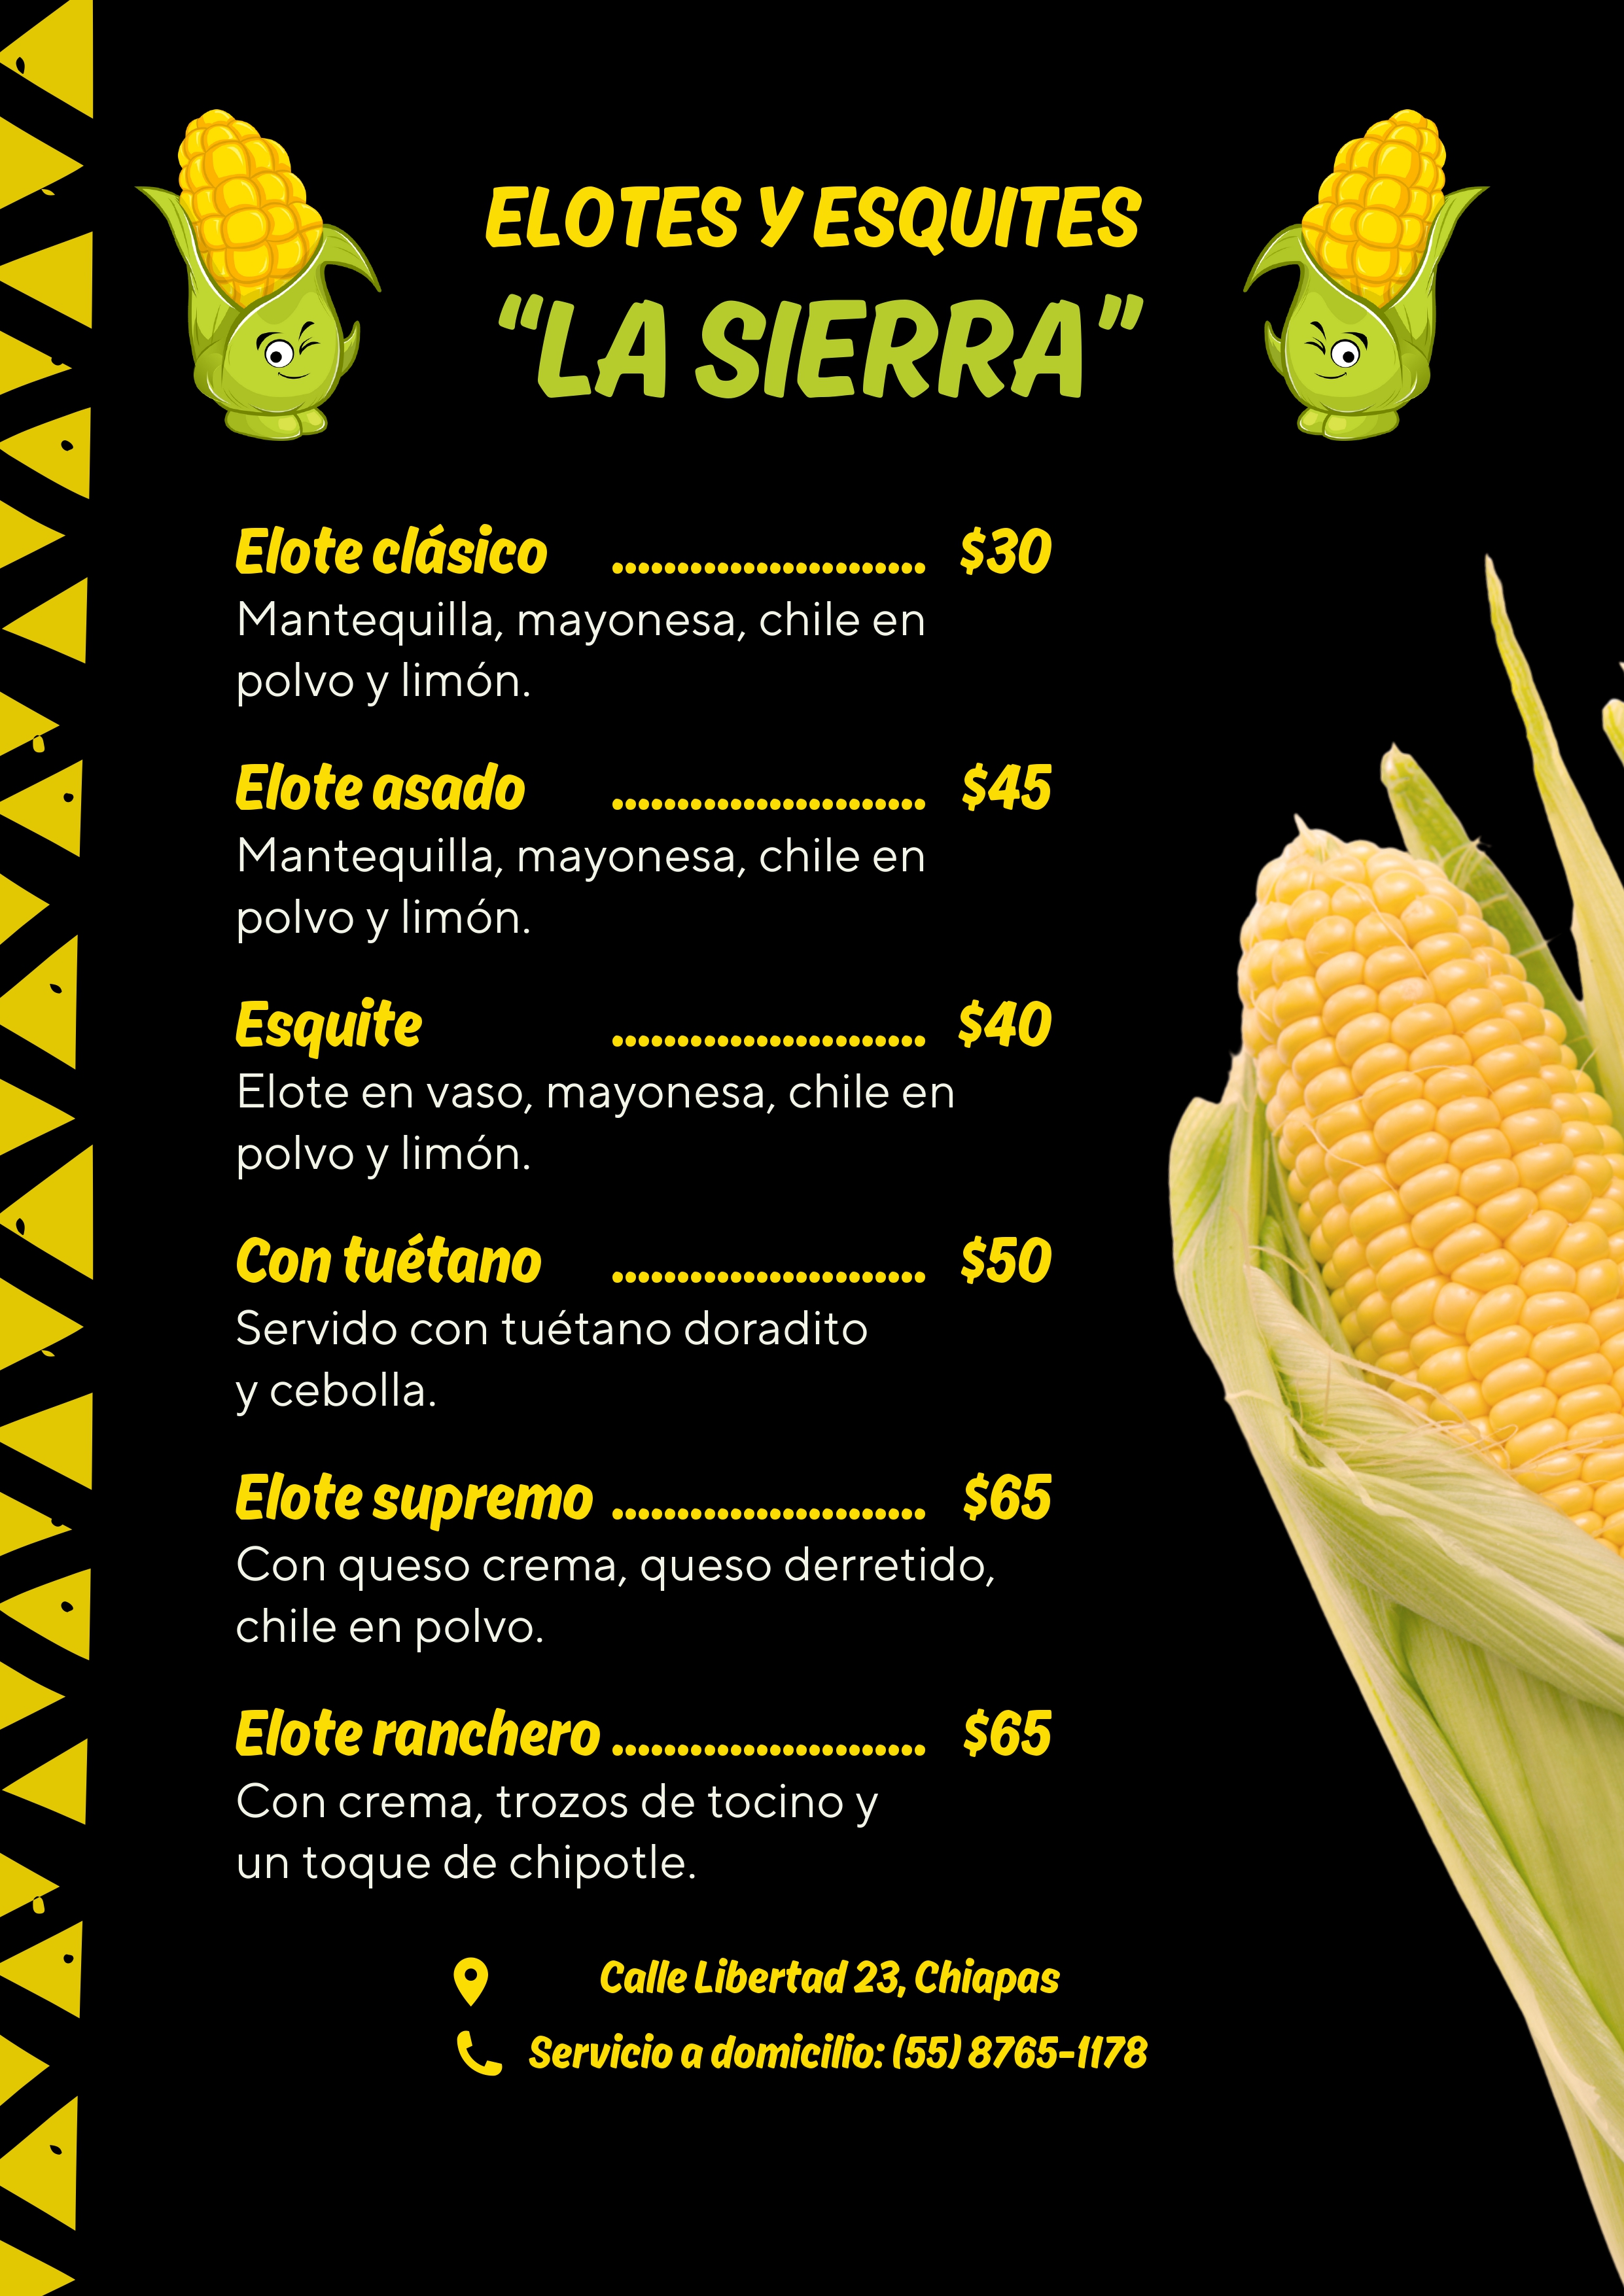 ELOTES Y ESQUITES
“LA SIERRA”
Elote clásico ........................ $30
Mantequilla, mayonesa, chile en
polvo y limón.
Elote asado ........................ $45
Mantequilla, mayonesa, chile en
polvo y limón.
Esquite ........................ $40
Elote en vaso, mayonesa, chile en
polvo y limón.
Con tuétano ........................ $50
Servido con tuétano doradito
y cebolla.
Elote supremo ........................ $65
Con queso crema, queso derretido,
chile en polvo.
Elote ranchero ........................ $65
Con crema, trozos de tocino y
un toque de chipotle.
Calle Libertad 23, Chiapas
Servicio a domicilio: (55) 8765-1178